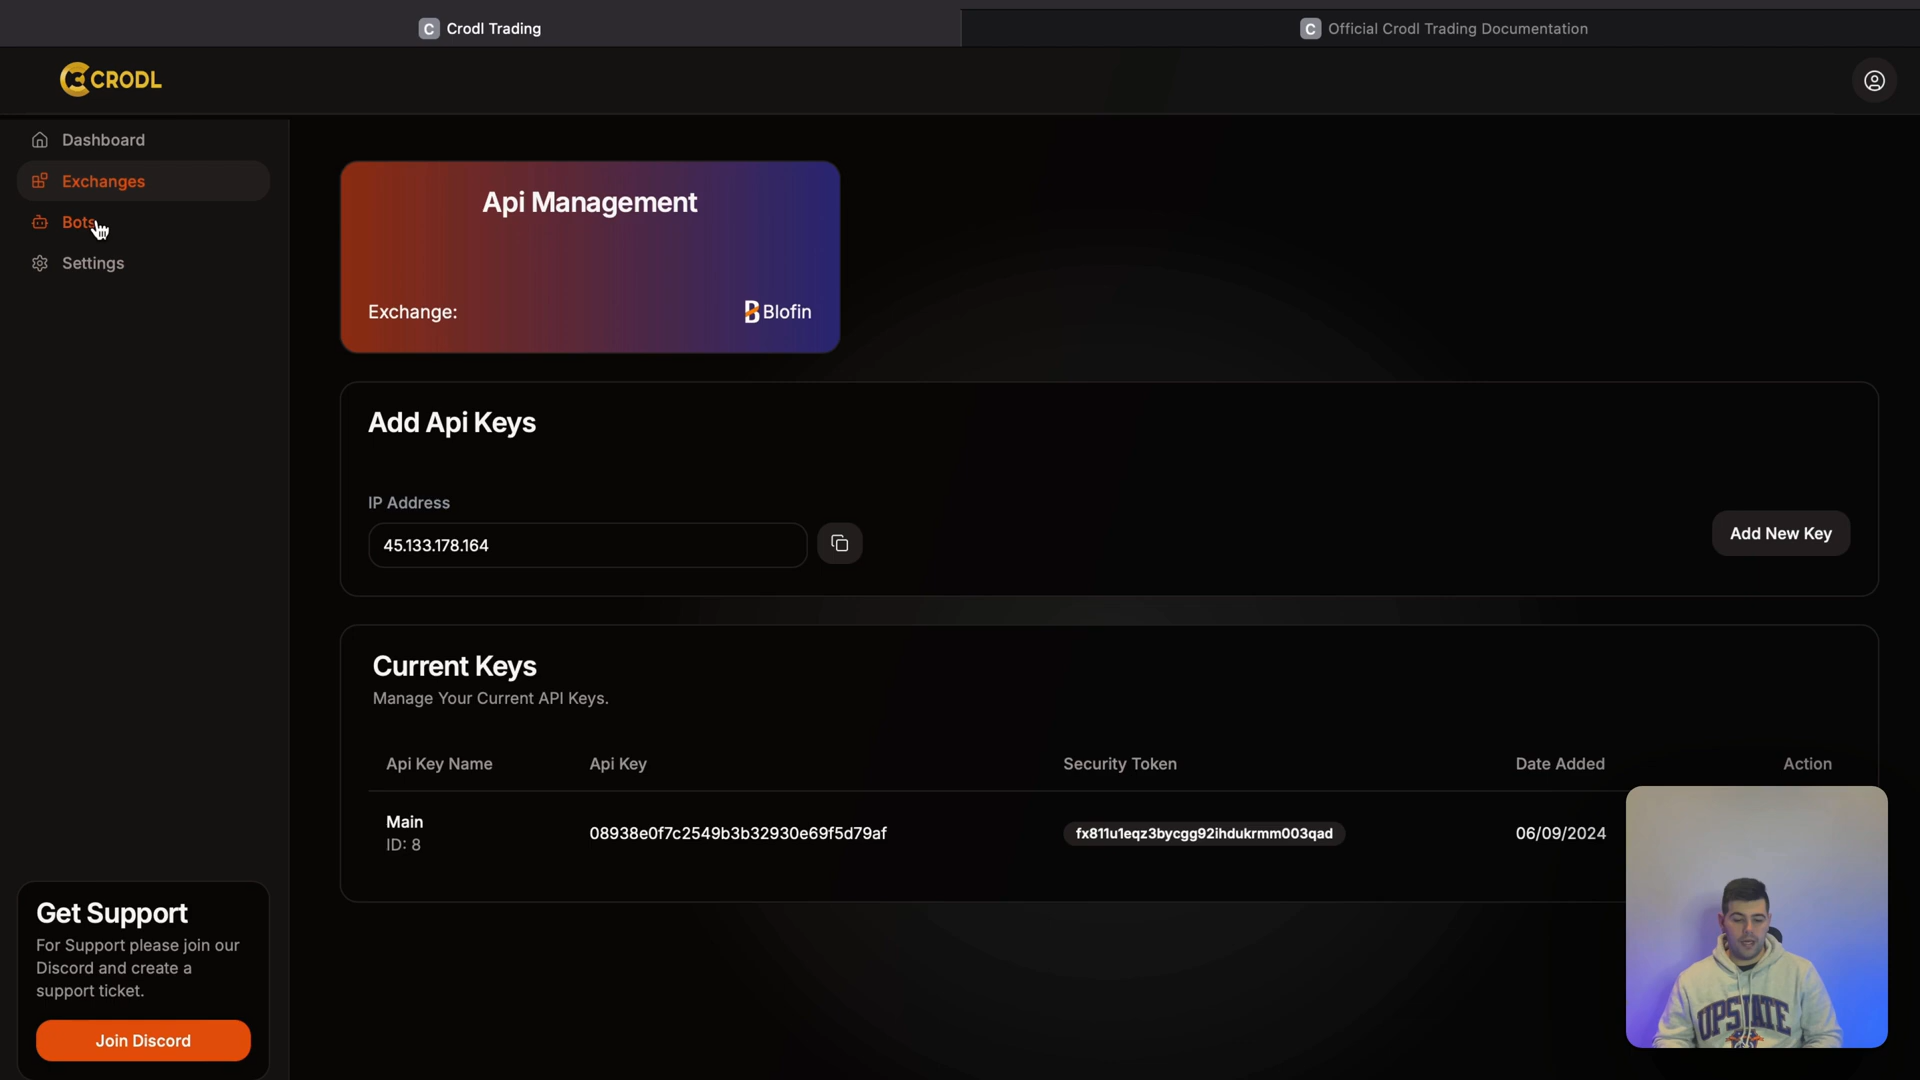 C Crodl Trading
C Official Crodl Trading Documentation
CRODL
Dashboard
Exchanges
Bots
Settings
Api Management
Exchange:
Blofin
Add Api Keys
IP Address
45.133.178.164
Add New Key
Current Keys
Manage Your Current API Keys.
Api Key Name Api Key Security Token Date Added Action
Main
ID: 8
08938e0f7c2549b3b32930e69f5d79af
fx811u1eqz3bycgg92ihdukrmm003qad
06/09/2024
Get Support
For Support please join our
Discord and create a
support ticket.
Join Discord
UPSTATE